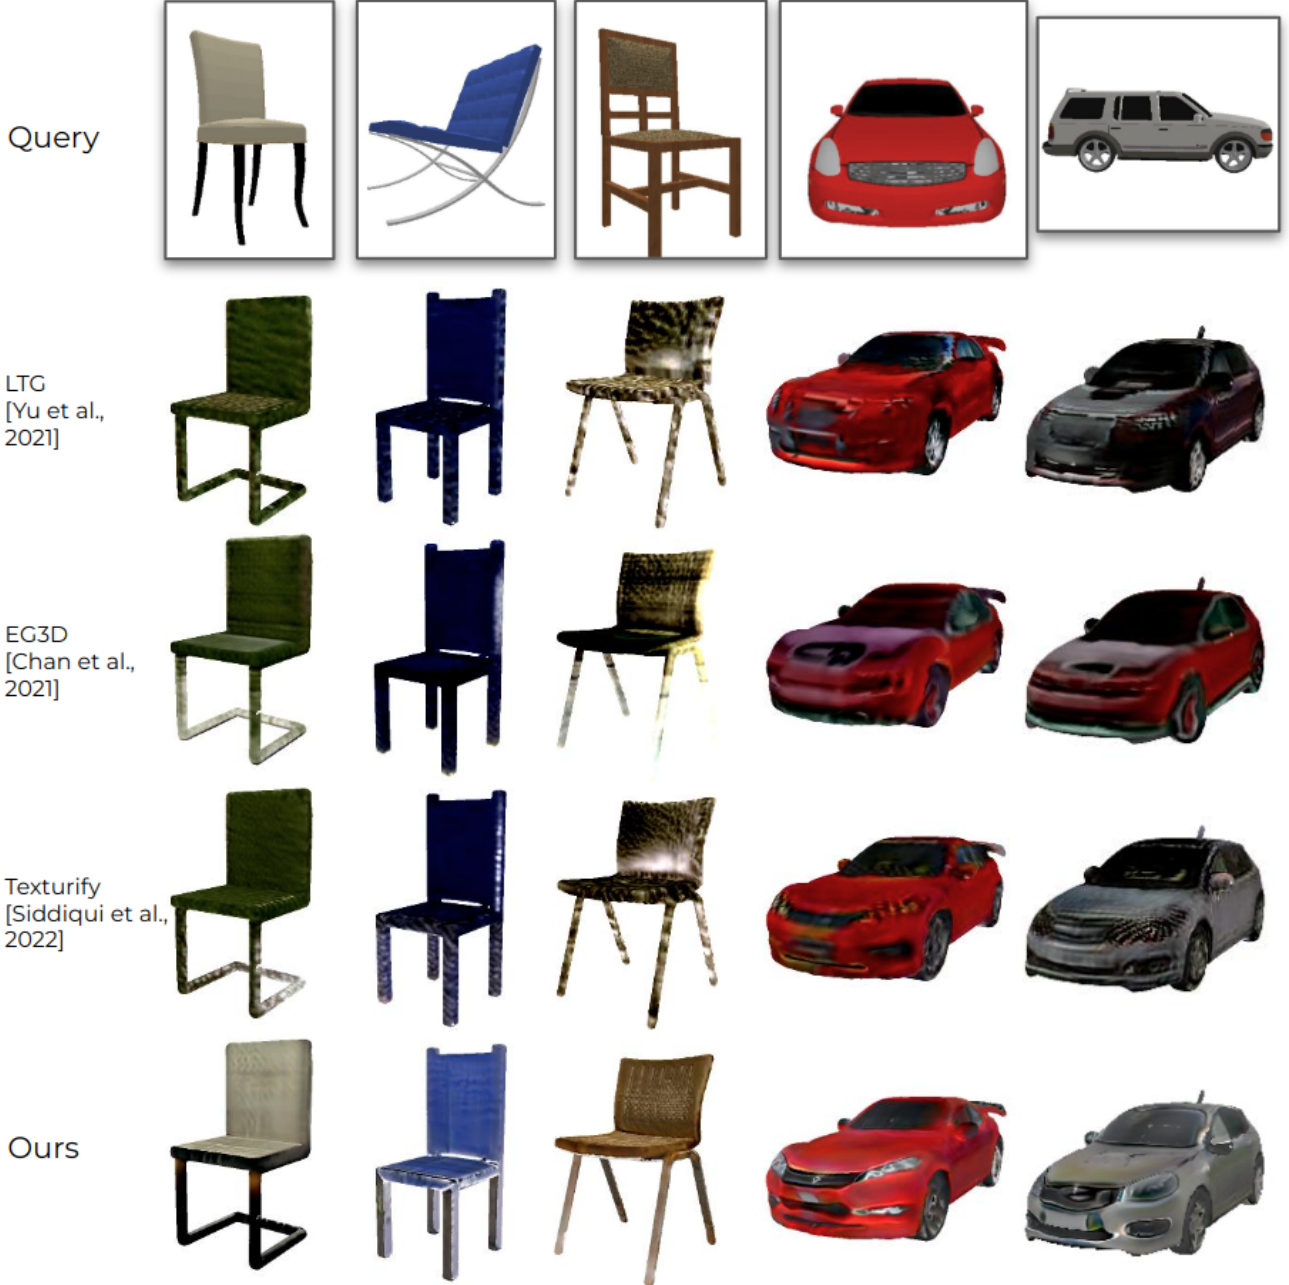 Query
LTG
[Yu et al.,
2021]
EG3D
[Chan et al.,
2021]
Texturify
[Siddiqui et al.,
2022]
Ours